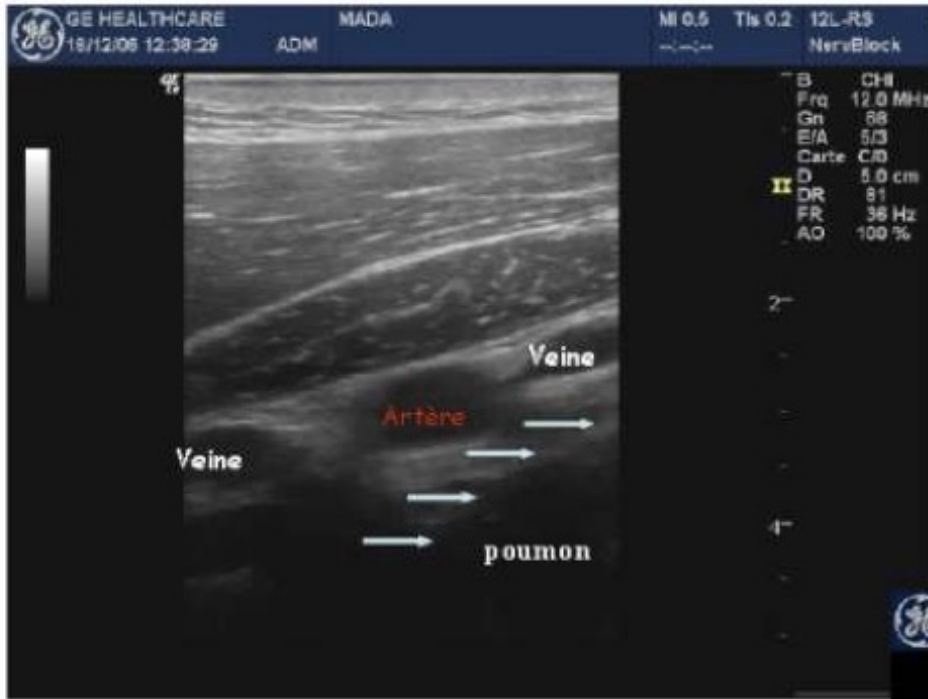 GE HEALTHCARE MADA MI 0.5 TIs 0.2 12L-RS
18/12/06 12:38:29 ADM --:--:-- NervBlock
B CHI
Frq 12.0 MHz
Gn 68
E/A 5/3
Carte C/0
D 5.0 cm
DR 81
FR 36 Hz
AO 100 %
2
Veine
Artère
Veine
4
poumon